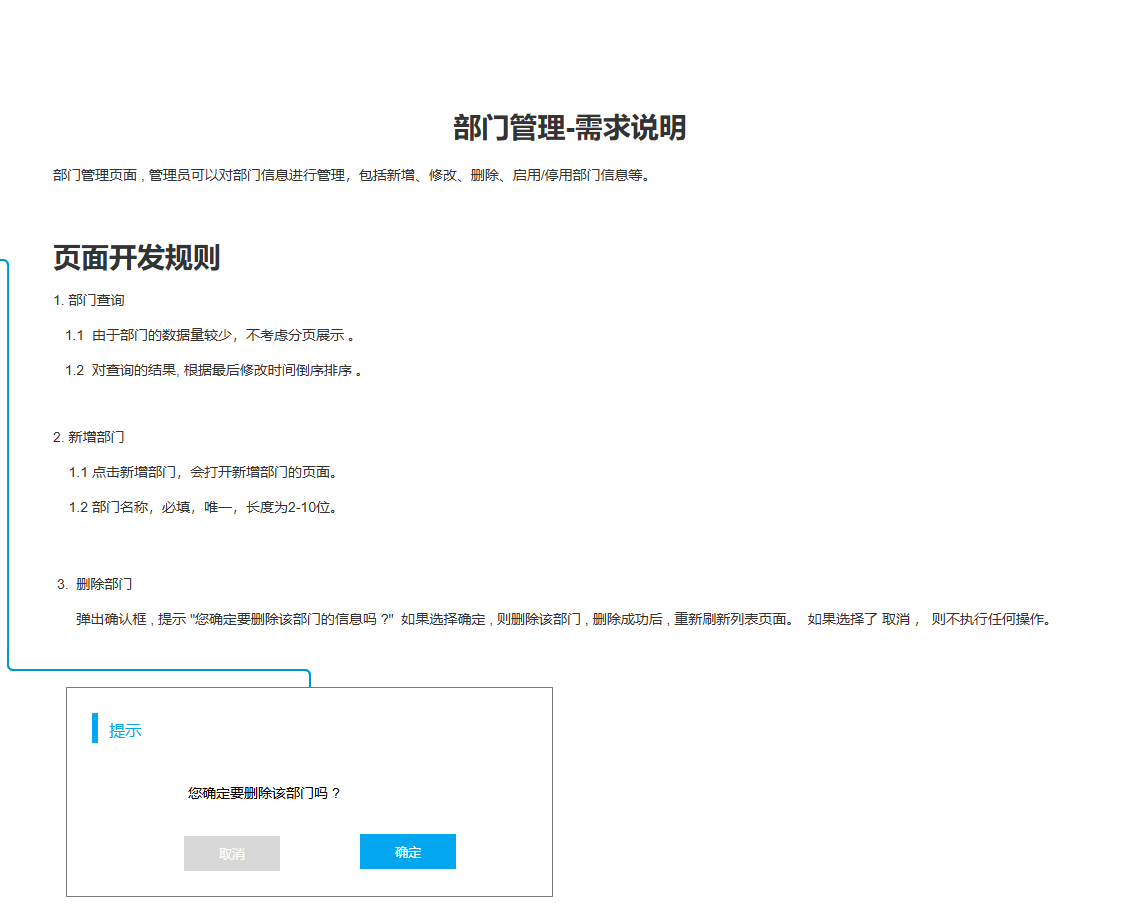 部门管理-需求说明
部门管理页面 , 管理员可以对部门信息进行管理，包括新增、修改、删除、启用/停用部门信息等。
页面开发规则
1. 部门查询
1.1 由于部门的数据量较少，不考虑分页展示 。
1.2 对查询的结果, 根据最后修改时间倒序排序 。
2. 新增部门
1.1 点击新增部门，会打开新增部门的页面。
1.2 部门名称，必填，唯一，长度为2-10位。
3. 删除部门
弹出确认框 , 提示 "您确定要删除该部门的信息吗 ?" 如果选择确定 , 则删除该部门 , 删除成功后 , 重新刷新列表页面。 如果选择了 取消 ， 则不执行任何操作。
提示
您确定要删除该部门吗 ?
取消 确定